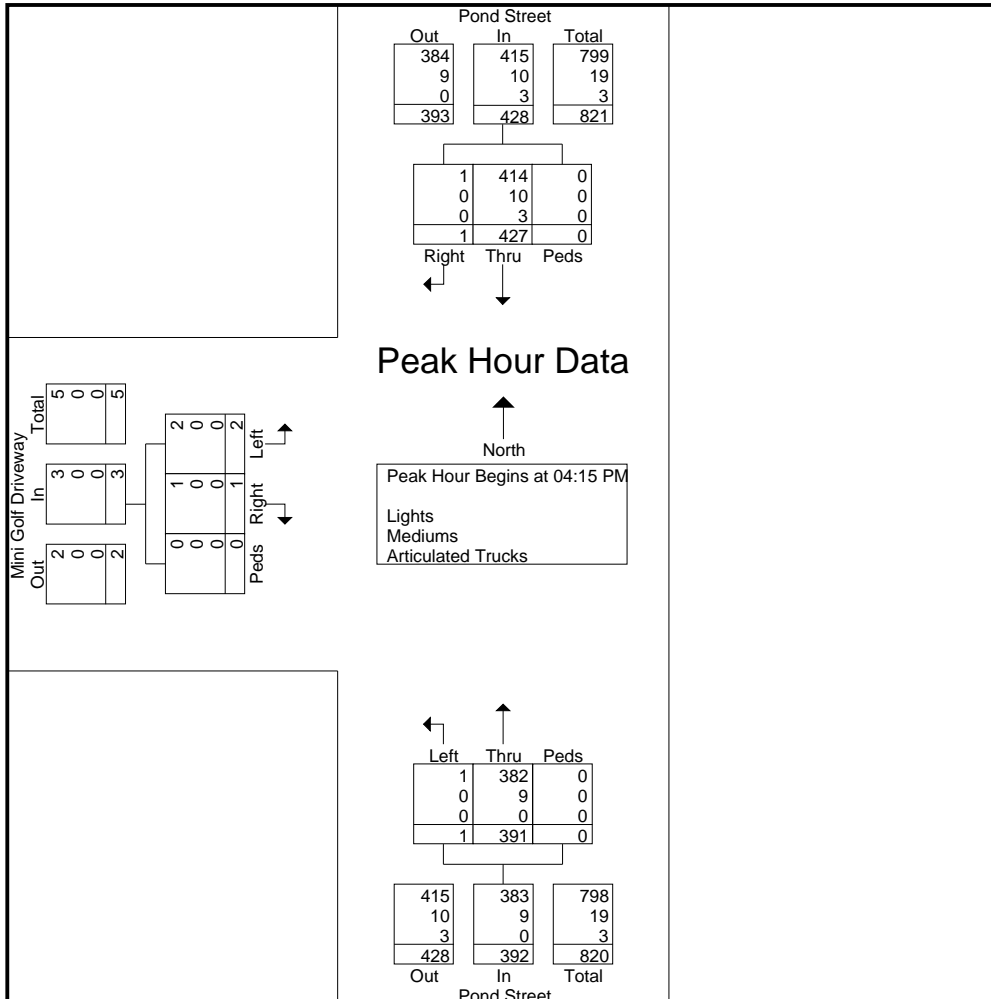 Pond Street
Out In Total
384 415 799
9 10 19
0 3 3
393 428 821
1 414 0
0 10 0
0 3 0
1 427 0
Right Thru Peds
Peak Hour Data
North
Peak Hour Begins at 04:15 PM
Lights
Mediums
Articulated Trucks
Mini Golf Driveway
Out In Total
2 3 5
0 0 0
0 0 0
2 3 5
0 1 2
0 0 0
0 0 0
0 1 2
Peds Right Left
Left Thru Peds
1 382 0
0 9 0
0 0 0
1 391 0
415 383 798
10 9 19
3 0 3
428 392 820
Out In Total
Pond Street